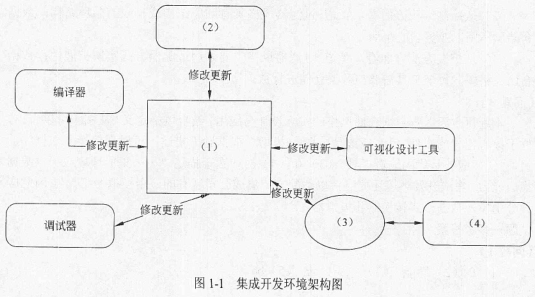 (2)
修改更新
编译器
修改更新
(1)
修改更新
可视化设计工具
修改更新
修改更新
调试器
(3)
(4)
图 1-1 集成开发环境架构图